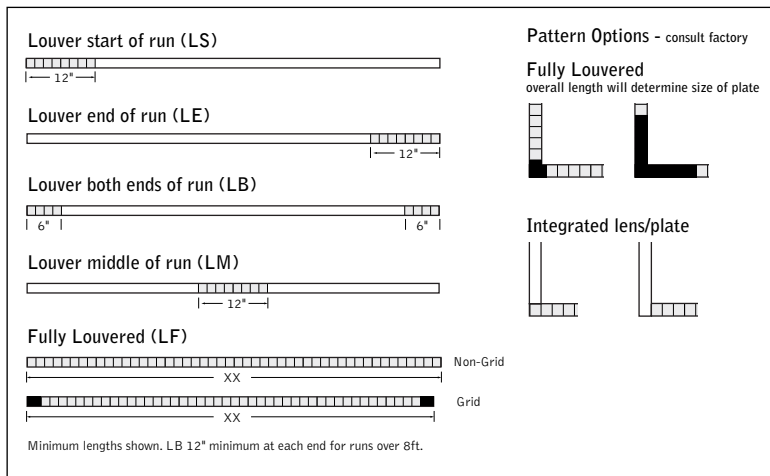 Louver start of run (LS)
12"
Louver end of run (LE)
12"
Louver both ends of run (LB)
6"
6"
Louver middle of run (LM)
12"
Fully Louvered (LF)
Non-Grid
XX
Grid
XX
Minimum lengths shown. LB 12" minimum at each end for runs over 8ft.
Pattern Options - consult factory
Fully Louvered
overall length will determine size of plate
Integrated lens/plate